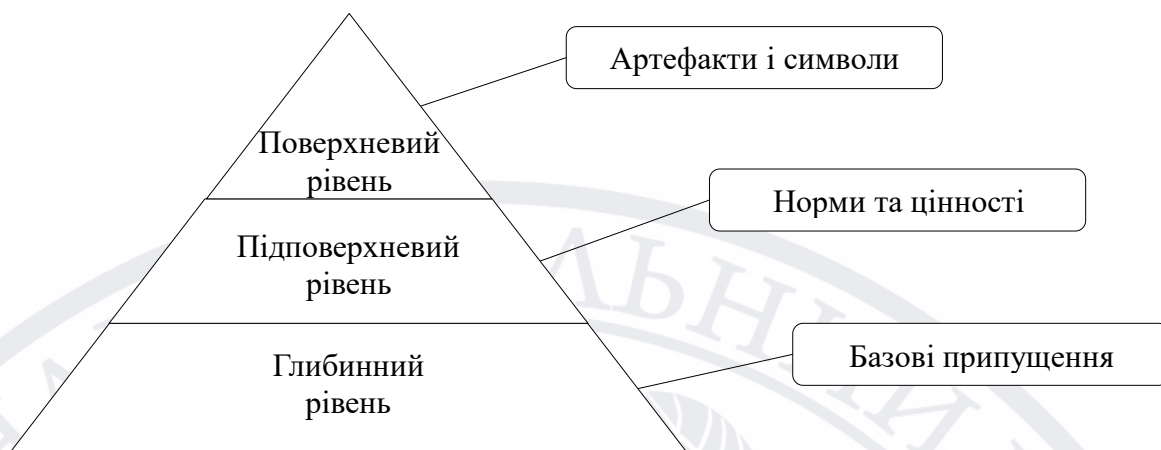 Артефакти і символи
Поверхневий
рівень
Норми та цінності
Підповерхневий
рівень
Базові припущення
Глибинний
рівень